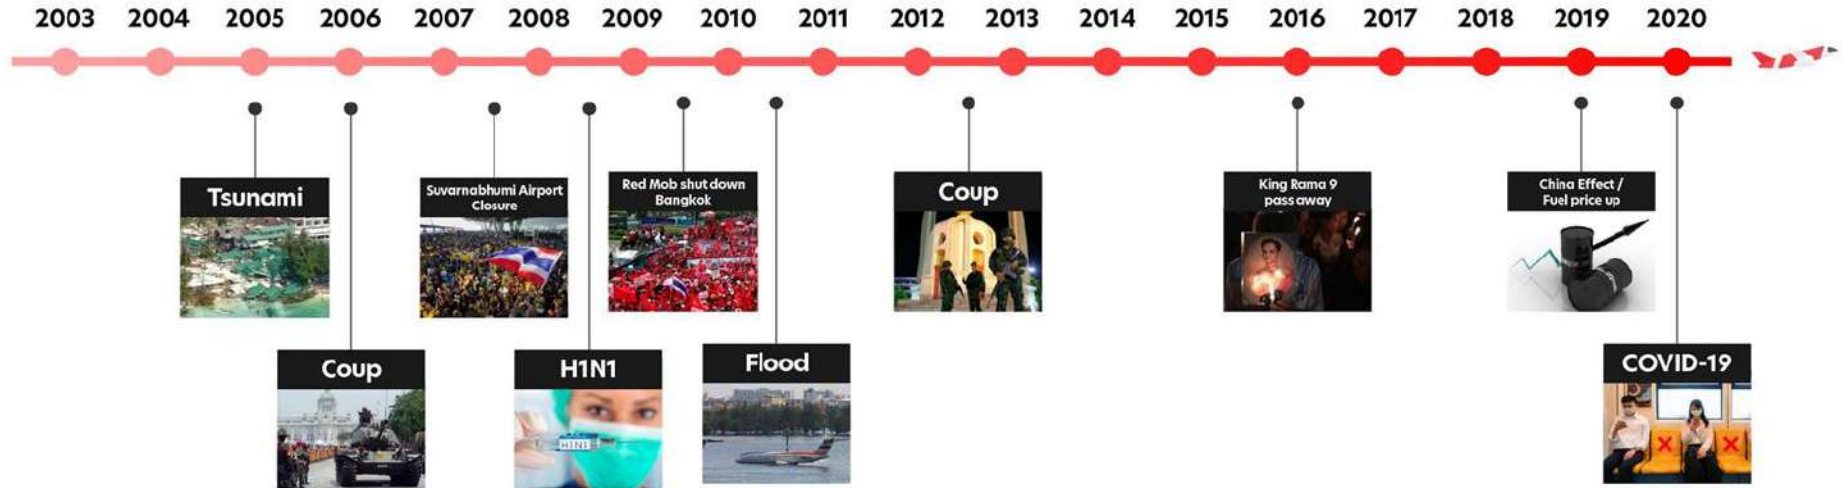 2003 2004 2005 2006 2007 2008 2009 2010 2011 2012 2013 2014 2015 2016 2017 2018 2019 2020
Tsunami
Suvarnabhumi Airport
Closure
Red Mob shut down
Bangkok
Coup
King Rama 9
pass away
China Effect /
Fuel price up
Coup
H1N1
H1N1
Flood
COVID-19